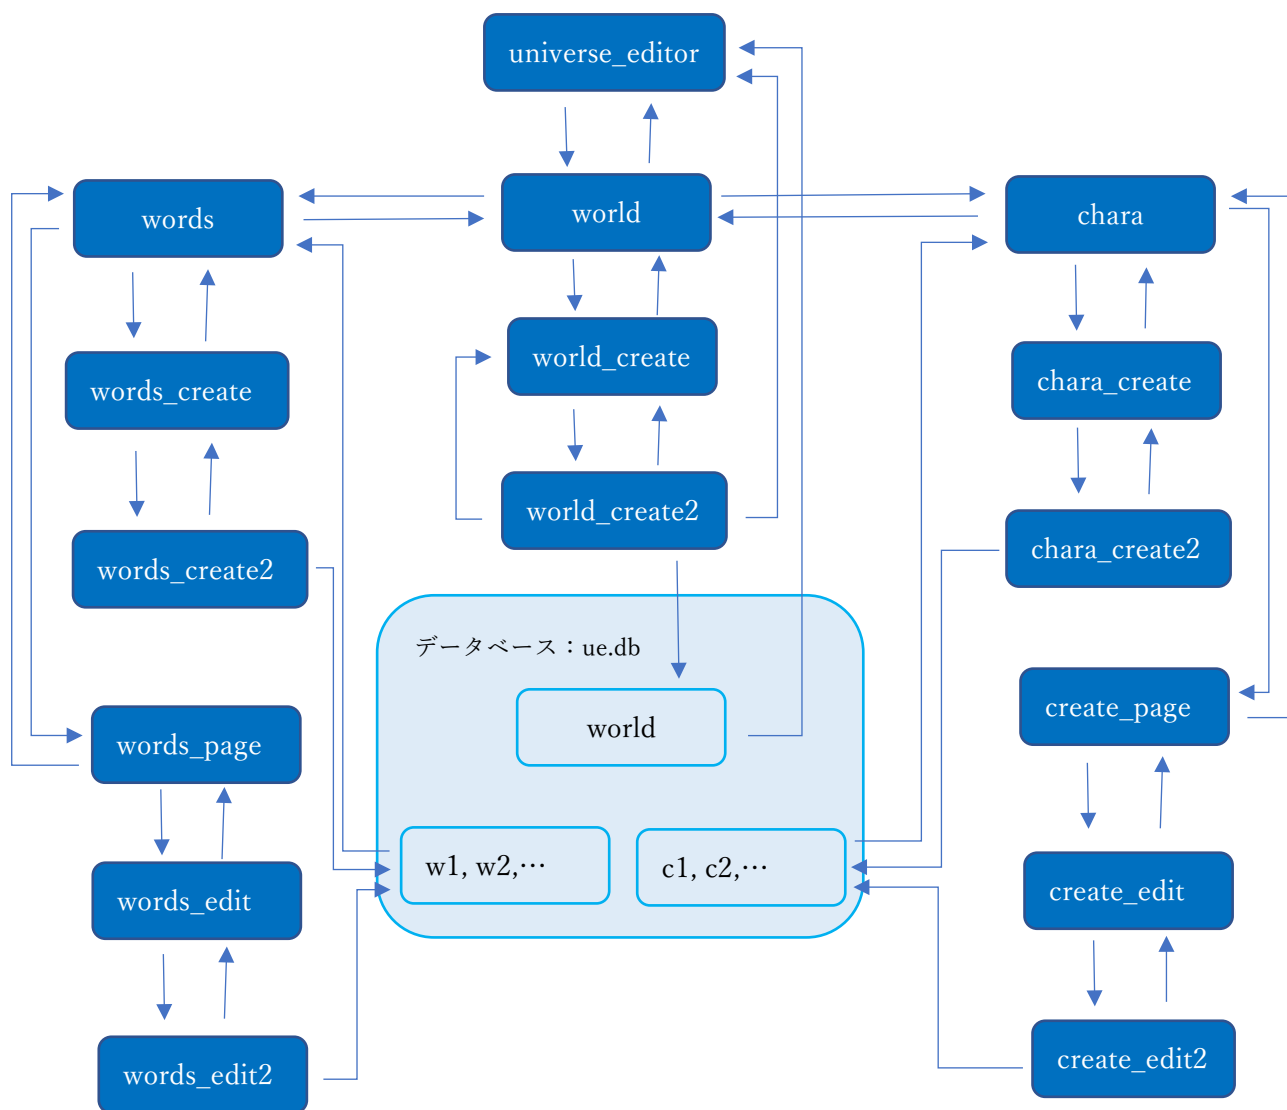 universe_editor
words
world
chara
world_create
words_create
chara_create
world_create2
words_create2
chara_create2
データベース：ue.db
world
words_page
create_page
w1, w2,…
c1, c2,…
words_edit
create_edit
words_edit2
create_edit2